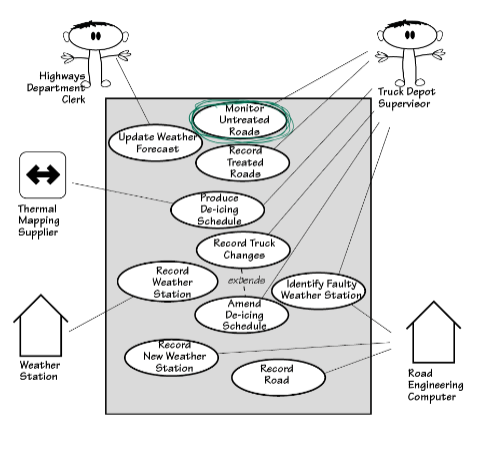 Highways
Department
Clerk
Truck Depot
Supervisor
Monitor
Untreated
Roads
Update Weather
Forecast
Record
Treated
Roads
Thermal
Mapping
Supplier
Produce
De-icing
Schedule
Record Truck
Changes
extends
Record
Weather
Station
Identify Faulty
Weather Station
Amend
De-icing
Schedule
Weather
Station
Record
New Weather
Station
Record
Road
Road
Engineering
Computer